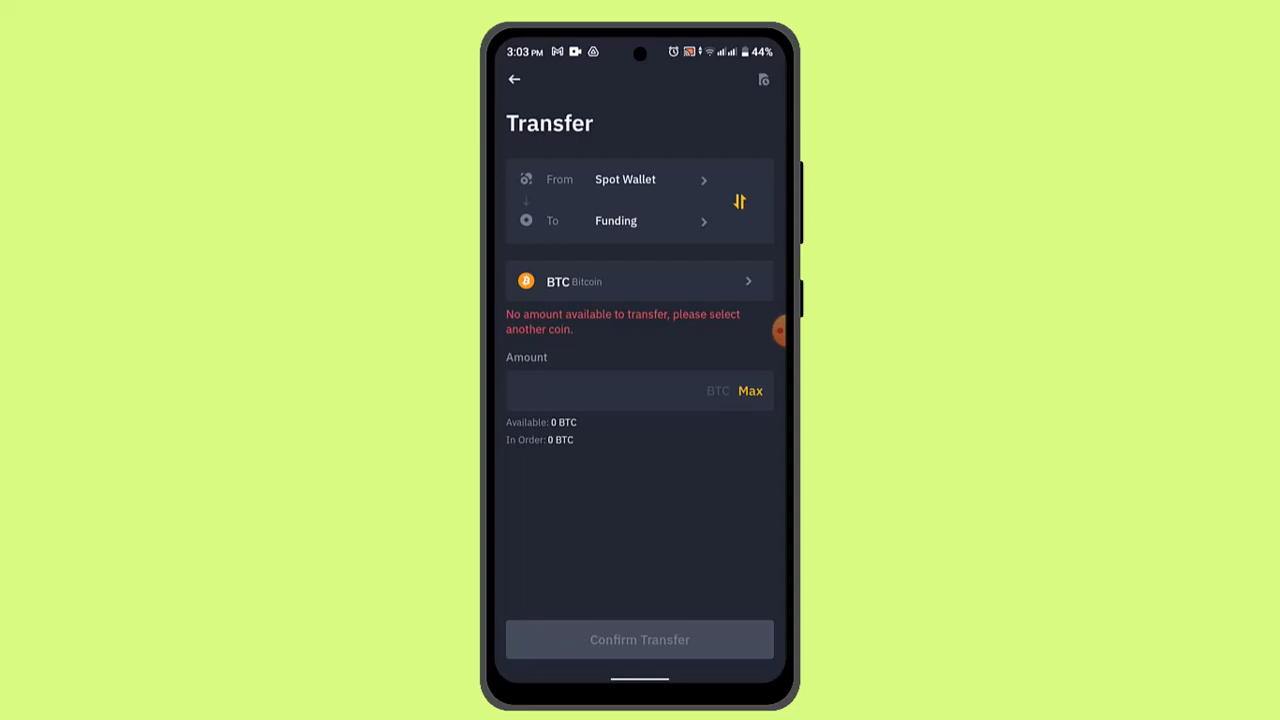 3:03 PM 44%
Transfer
From Spot Wallet
To Funding
BTC Bitcoin
No amount available to transfer, please select
another coin.
Amount
BTC Max
Available: 0 BTC
In Order: 0 BTC
Confirm Transfer